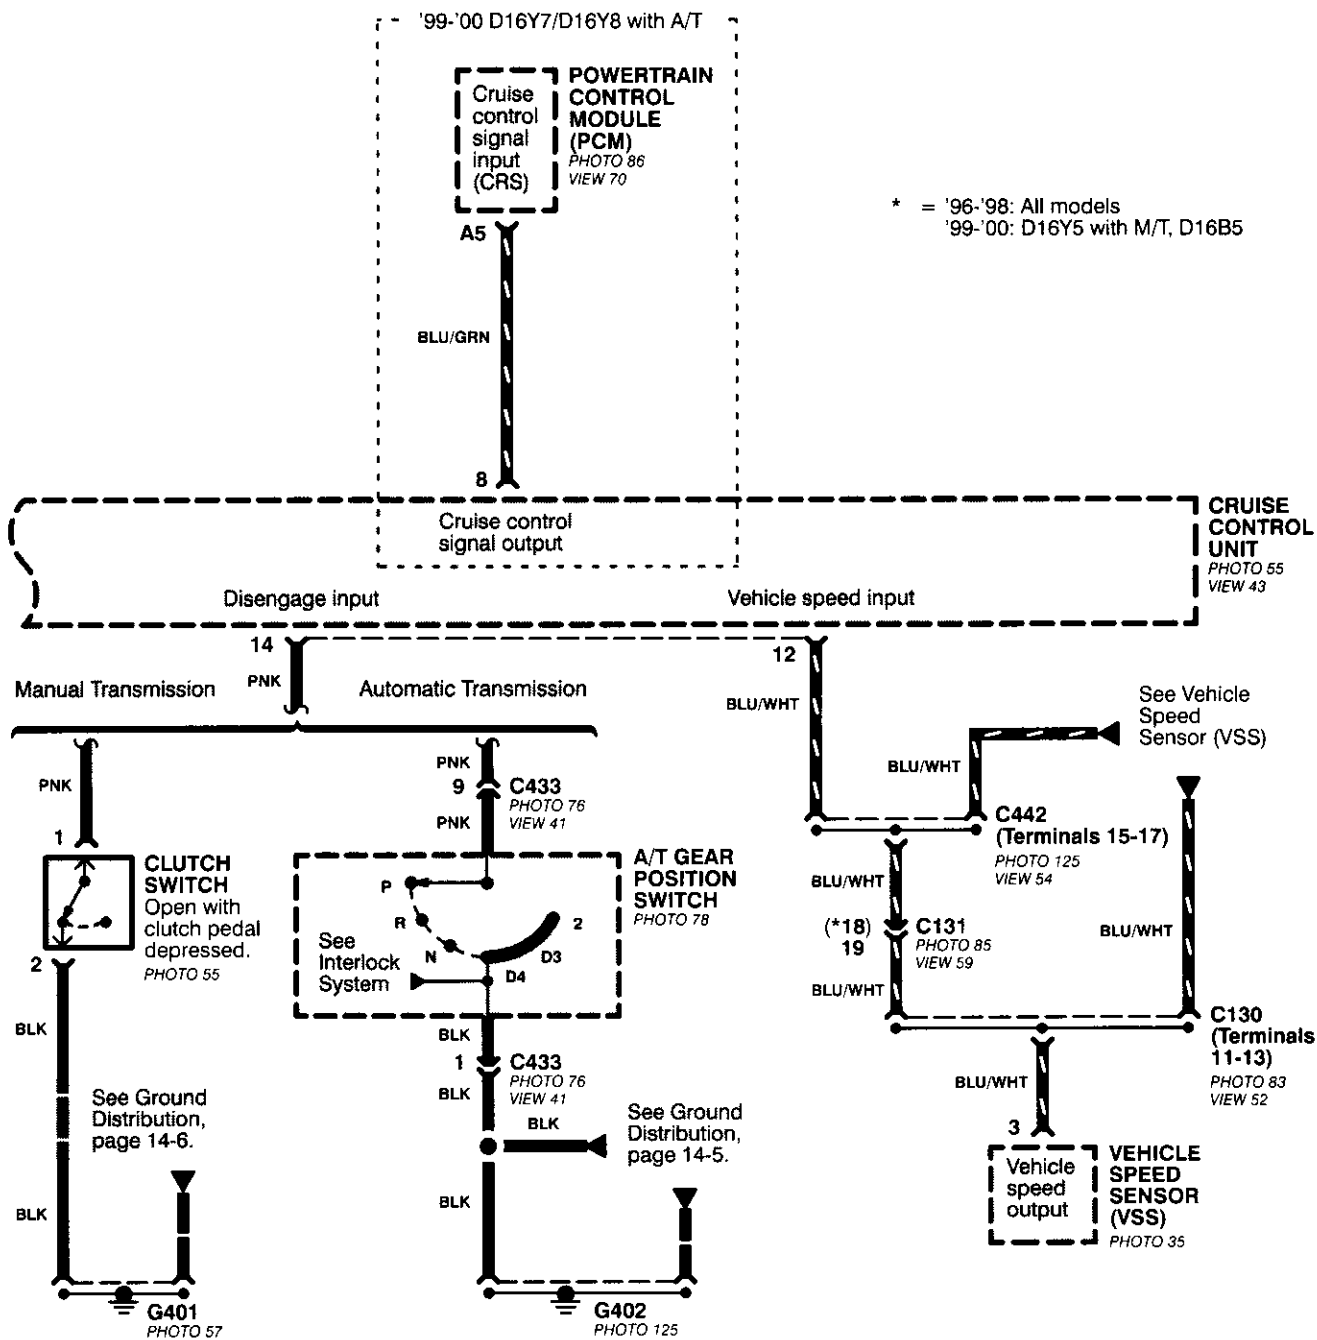 '99-'00 D16Y7/D16Y8 with A/T
Cruise
control
signal
input
(CRS)
POWERTRAIN
CONTROL
MODULE
(PCM)
PHOTO 86
VIEW 70
* = '96-'98: All models
'99-'00: D16Y5 with M/T, D16B5
A5
BLU/GRN
8
Cruise control
signal output
CRUISE
CONTROL
UNIT
PHOTO 55
VIEW 43
Disengage input
Vehicle speed input
14
PNK
12
BLU/WHT
Manual Transmission
Automatic Transmission
See Vehicle
Speed
Sensor (VSS)
BLU/WHT
PNK
1
CLUTCH
SWITCH
Open with
clutch pedal
depressed.
PHOTO 55
2
BLK
See Ground
Distribution,
page 14-6.
BLK
G401
PHOTO 57
PNK
9
C433
PHOTO 76
VIEW 41
PNK
A/T GEAR
POSITION
SWITCH
PHOTO 78
P
R
N
D4
D3
2
See
Interlock
System
BLK
1
C433
PHOTO 76
VIEW 41
BLK
BLK
See Ground
Distribution,
page 14-5.
BLK
G402
PHOTO 125
C442
(Terminals 15-17)
PHOTO 125
VIEW 54
BLU/WHT
(*18)
19
C131
PHOTO 85
VIEW 59
BLU/WHT
BLU/WHT
C130
(Terminals
11-13)
PHOTO 83
VIEW 52
BLU/WHT
3
Vehicle
speed
output
VEHICLE
SPEED
SENSOR
(VSS)
PHOTO 35